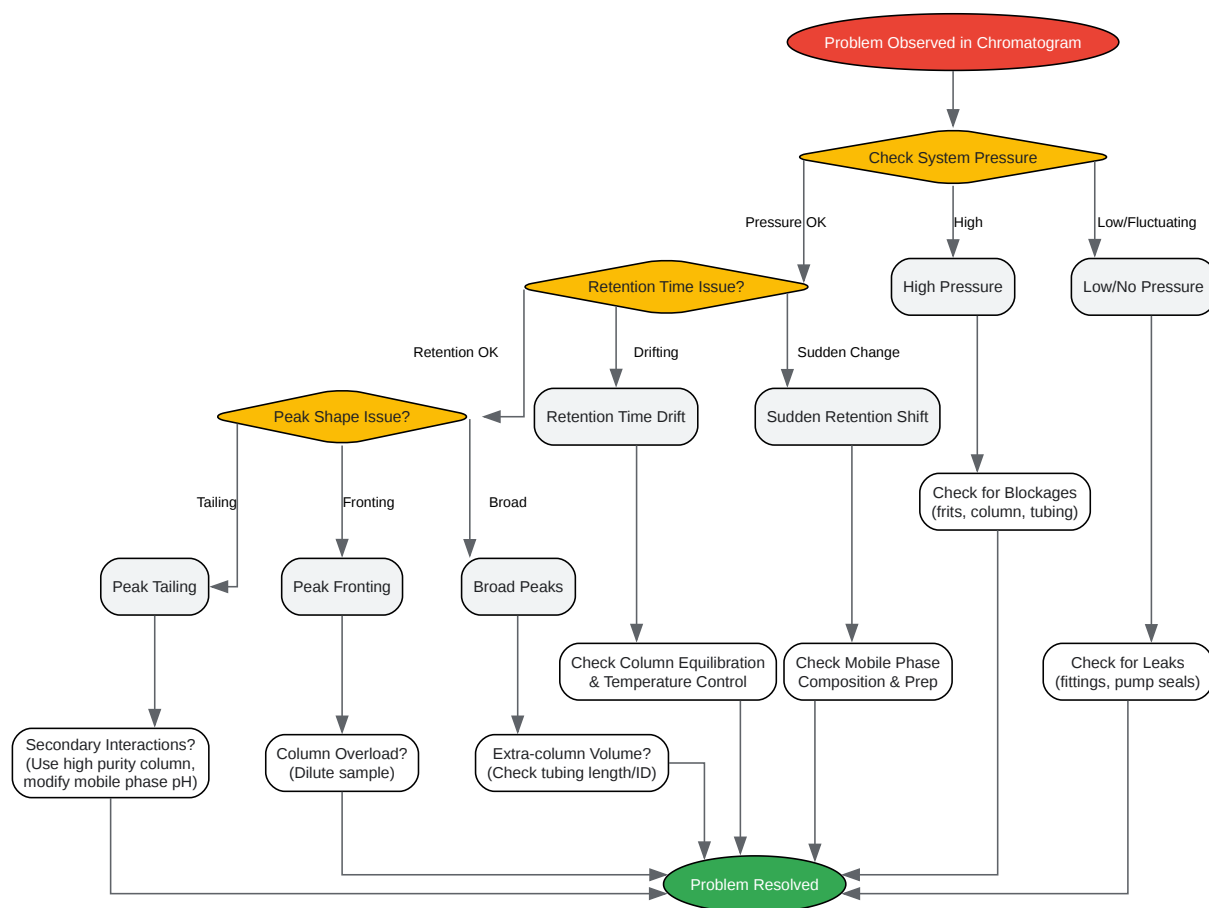 Problem Observed in Chromatogram
Check System Pressure
Pressure OK
High
Low/Fluctuating
Retention Time Issue?
High Pressure
Low/No Pressure
Retention OK
Drifting
Sudden Change
Peak Shape Issue?
Retention Time Drift
Sudden Retention Shift
Tailing
Fronting
Broad
Check for Blockages
(frits, column, tubing)
Peak Tailing
Peak Fronting
Broad Peaks
Check Column Equilibration
& Temperature Control
Check Mobile Phase
Composition & Prep
Check for Leaks
(fittings, pump seals)
Secondary Interactions?
(Use high purity column,
modify mobile phase pH)
Column Overload?
(Dilute sample)
Extra-column Volume?
(Check tubing length/ID)
Problem Resolved